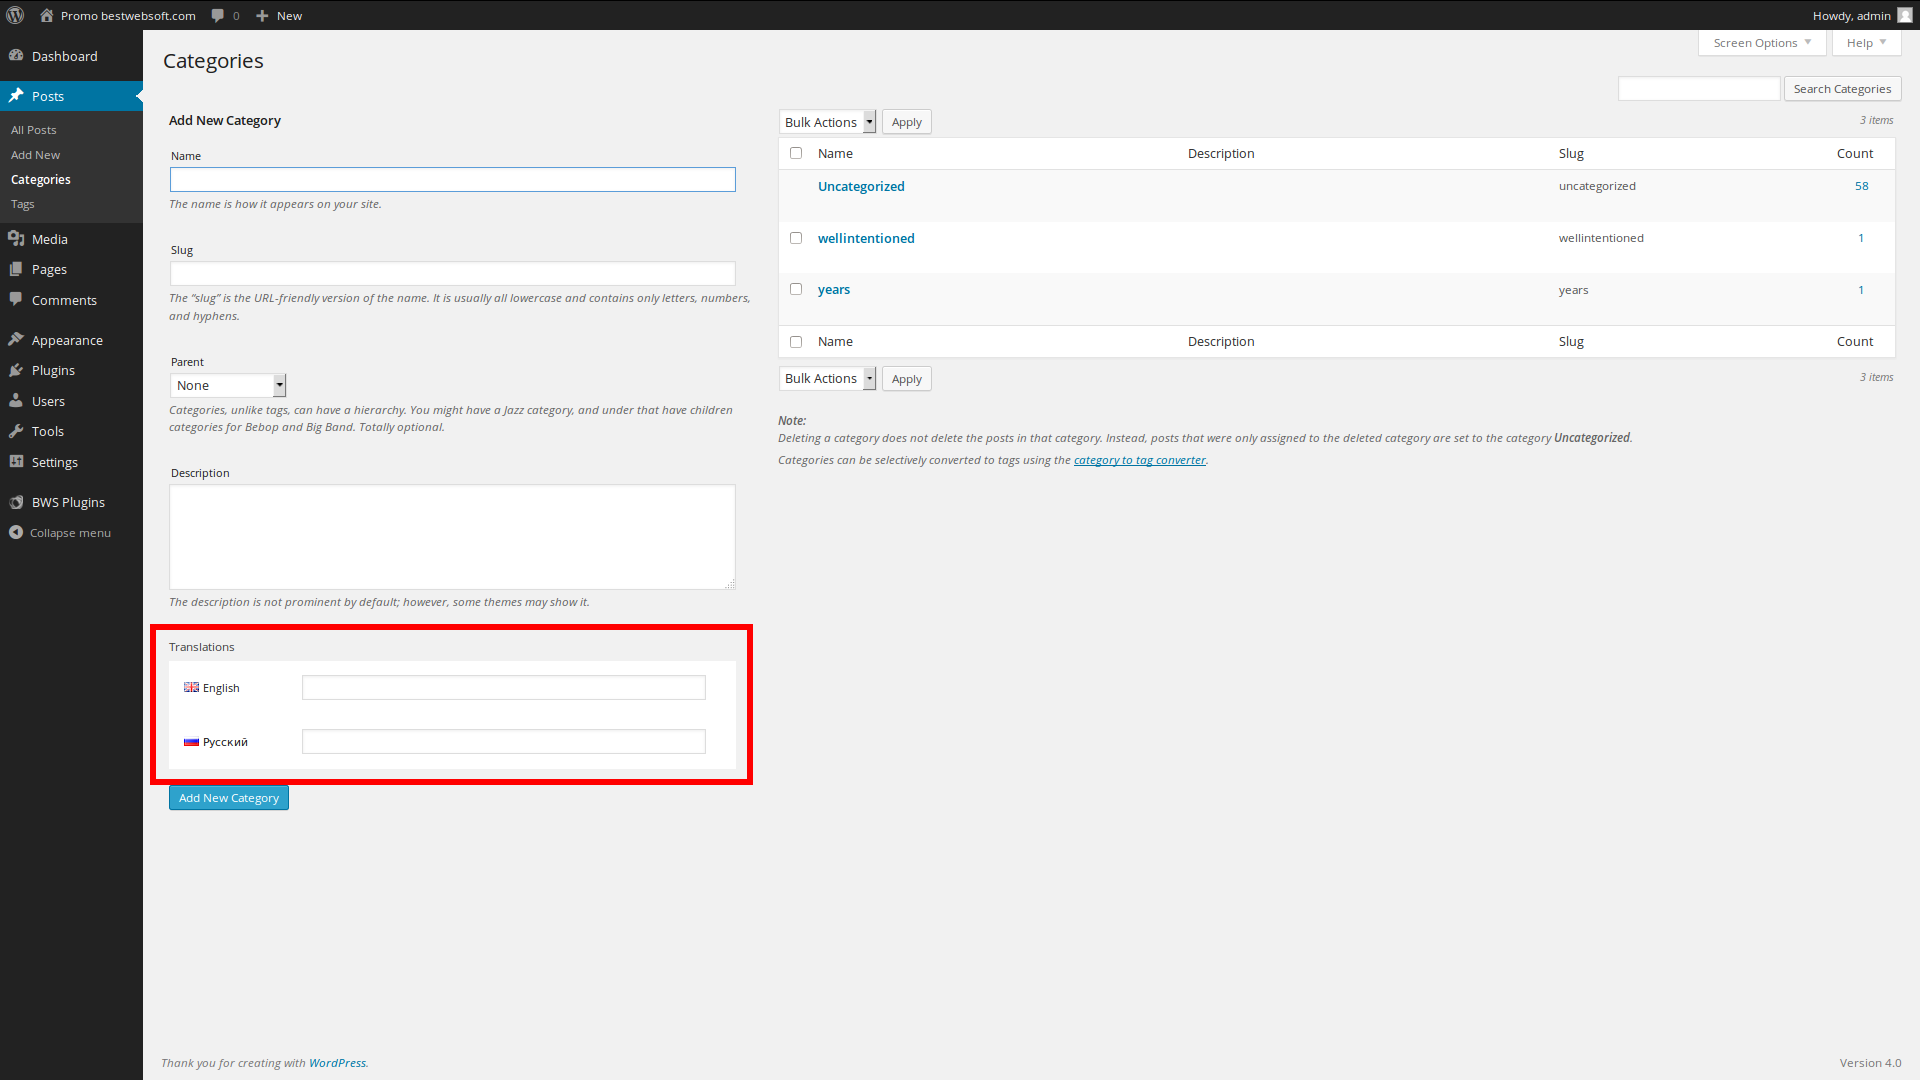 Promo bestwebsoft.com 0 New Howdy, admin
Dashboard
Posts
All Posts
Add New
Categories
Tags
Media
Pages
Comments
Appearance
Plugins
Users
Tools
Settings
BWS Plugins
Collapse menu
Screen Options Help
Categories
Search Categories
Add New Category
Name
The name is how it appears on your site.
Slug
The “slug” is the URL-friendly version of the name. It is usually all lowercase and contains only letters, numbers,
and hyphens.
Parent
None
Categories, unlike tags, can have a hierarchy. You might have a Jazz category, and under that have children
categories for Bebop and Big Band. Totally optional.
Description
The description is not prominent by default; however, some themes may show it.
Translations
English
Русский
Add New Category
Bulk Actions Apply 3 items
Name Description Slug Count
Uncategorized uncategorized 58
wellintentioned wellintentioned 1
years years 1
Name Description Slug Count
Bulk Actions Apply 3 items
Note:
Deleting a category does not delete the posts in that category. Instead, posts that were only assigned to the deleted category are set to the category Uncategorized.
Categories can be selectively converted to tags using the category to tag converter.
Thank you for creating with WordPress. Version 4.0